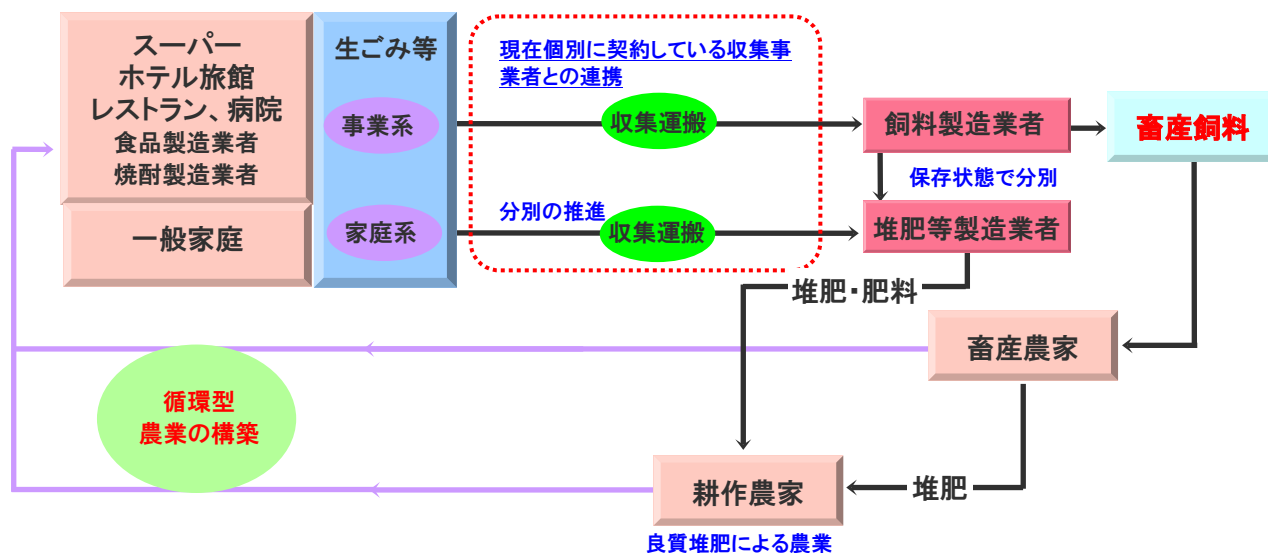 スーパー
ホテル旅館
レストラン、病院
食品製造業者
焼酎製造業者
一般家庭
生ごみ等
事業系
家庭系
現在個別に契約している収集事
業者との連携
収集運搬
分別の推進
収集運搬
飼料製造業者
畜産飼料
保存状態で分別
堆肥等製造業者
堆肥・肥料
畜産農家
循環型
農業の構築
耕作農家
堆肥
良質堆肥による農業